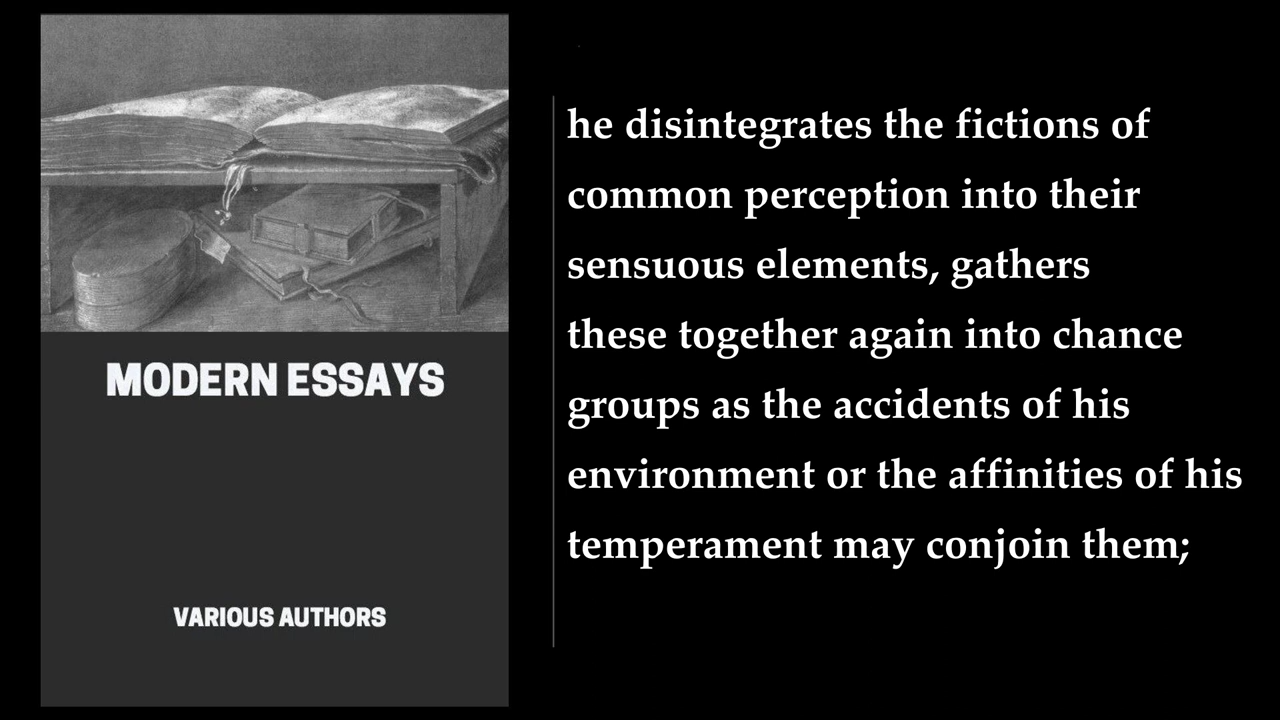 MODERN ESSAYS
VARIOUS AUTHORS
he disintegrates the fictions of
common perception into their
sensuous elements, gathers
these together again into chance
groups as the accidents of his
environment or the affinities of his
temperament may conjoin them;